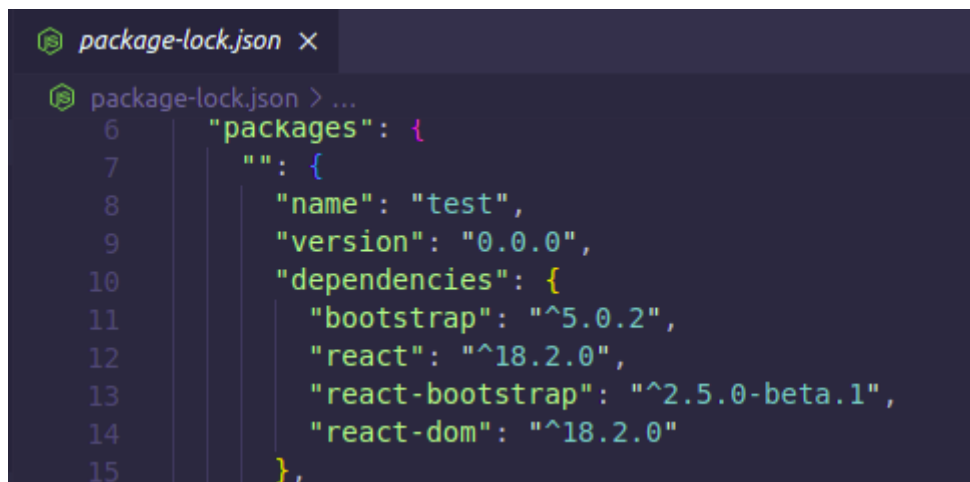 package-lock.json ×
package-lock.json > ...
6 "packages": {
7 "": {
8 "name": "test",
9 "version": "0.0.0",
10 "dependencies": {
11 "bootstrap": "^5.0.2",
12 "react": "^18.2.0",
13 "react-bootstrap": "^2.5.0-beta.1",
14 "react-dom": "^18.2.0"
15 },